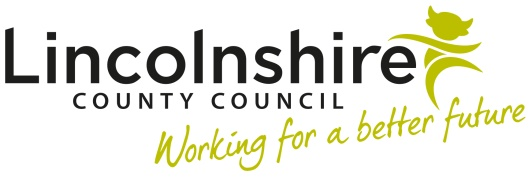 Lincolnshire
COUNTY COUNCIL
Working for a better future